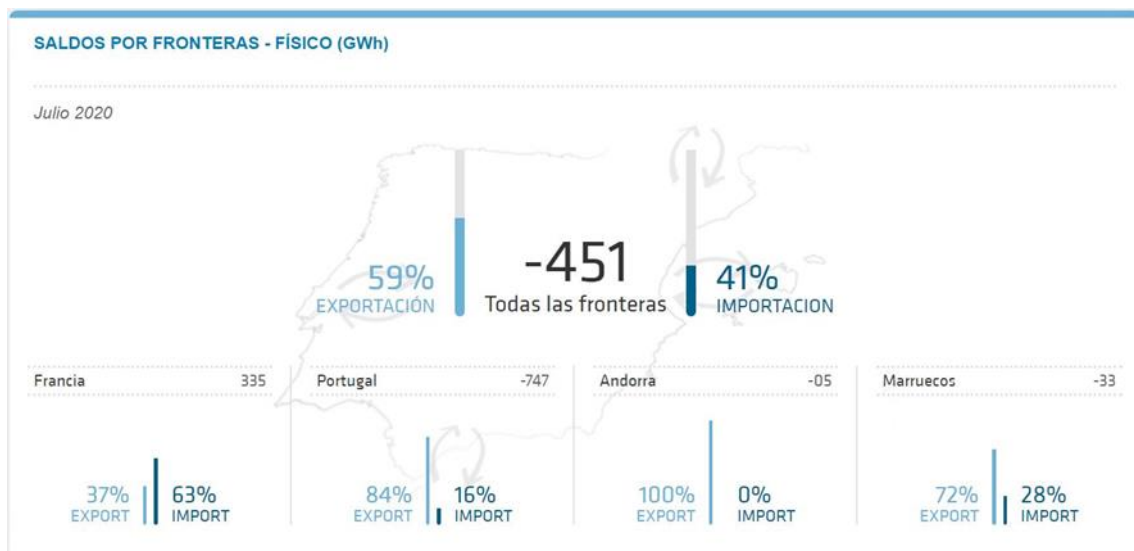 SALDOS POR FRONTERAS - FÍSICO (GWh)
Julio 2020
59%
EXPORTACIÓN
-451
Todas las fronteras
41%
IMPORTACION
Francia 335
37%
EXPORT
63%
IMPORT
Portugal -747
84%
EXPORT
16%
IMPORT
Andorra -05
100%
EXPORT
0%
IMPORT
Marruecos -33
72%
EXPORT
28%
IMPORT